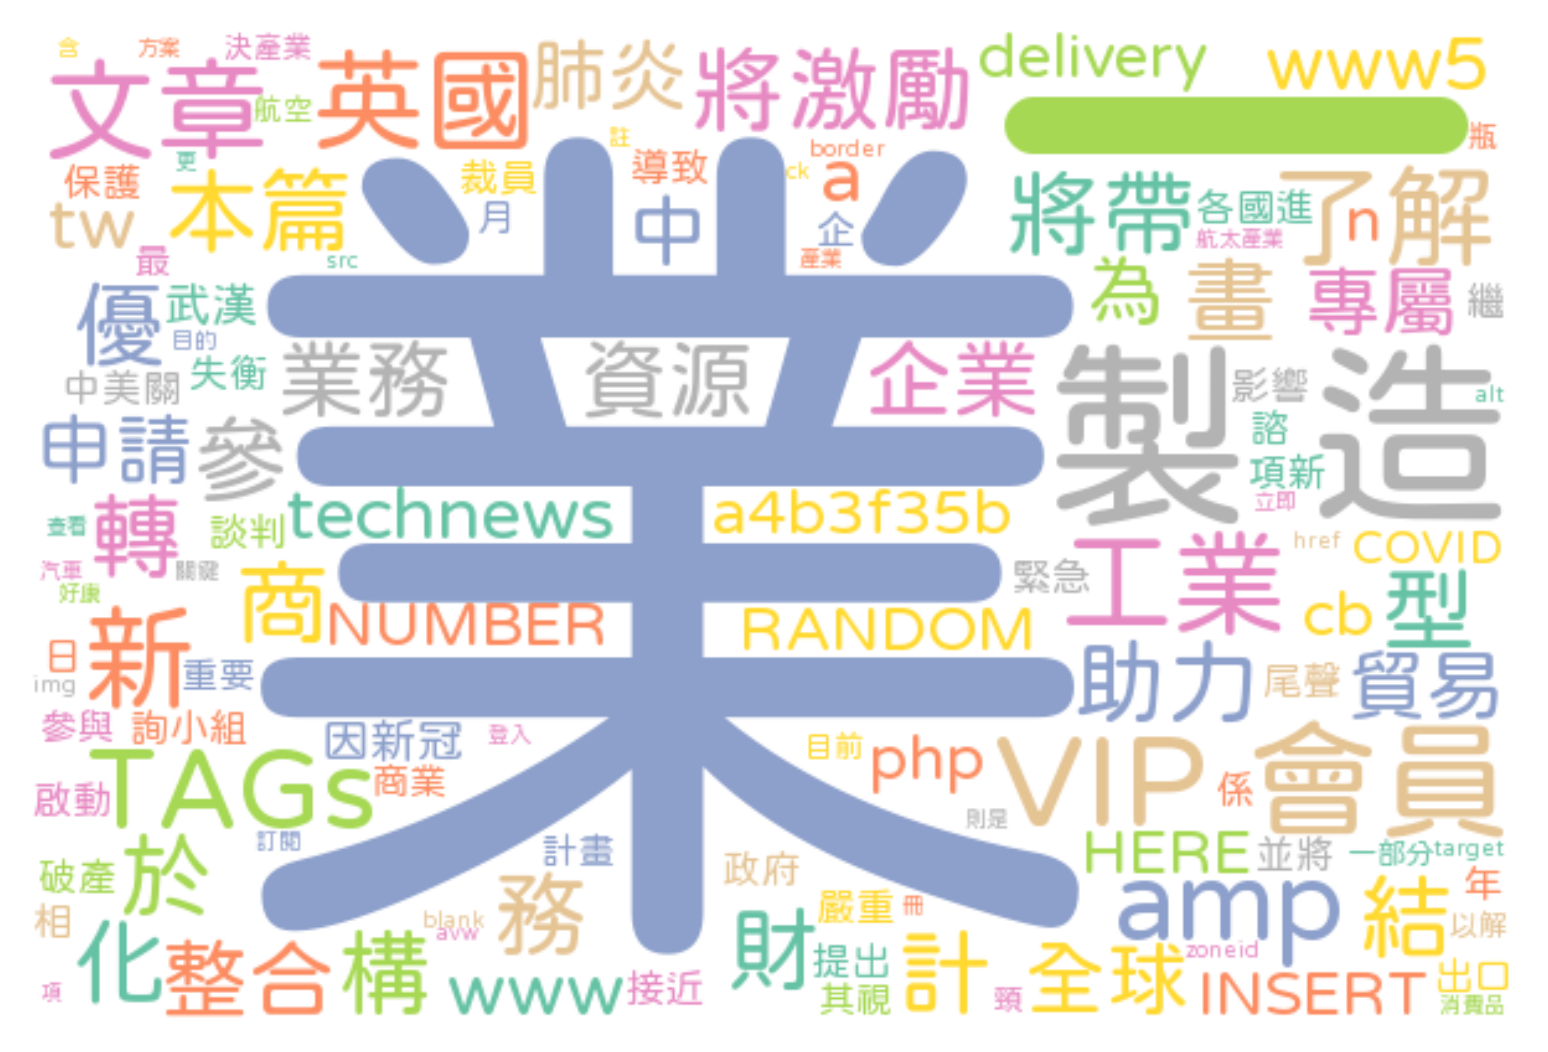 含 方案 決產業 肺炎 將激勵 delivery www5
文章 航空 英國 一 瓶
保護 更 裁員 註 導致 ck border a
tw 本篇 月 中 企 將帶 各國進 了解 n
最 src 產業 航太產業
優 武漢 業 為 畫 專屬 繼
目的
中美關 失衡 業務 資源 企業 製造 影響 alt
申請 參 諮
項新
轉 technews a4b3f35b 立即
查看 談判 工業 href COVID
汽車 關鍵 緊急
好康 商 cb 型
新 NUMBER RANDOM
日 重要 助力 尾聲 貿易
img
參與 詢小組 因新冠 登入 目前 php VIP 會員
TAGs 商業 係
啟動 則是
訂閱 計畫 HERE 並將 一部分 target
破產 於 政府 amp 結 年
相 blank 務 嚴重 冊 以解
avw
化 整合 構 財 提出 計 全球 zoneid 出口
項 www 接近 其視 頸 INSERT 消費品